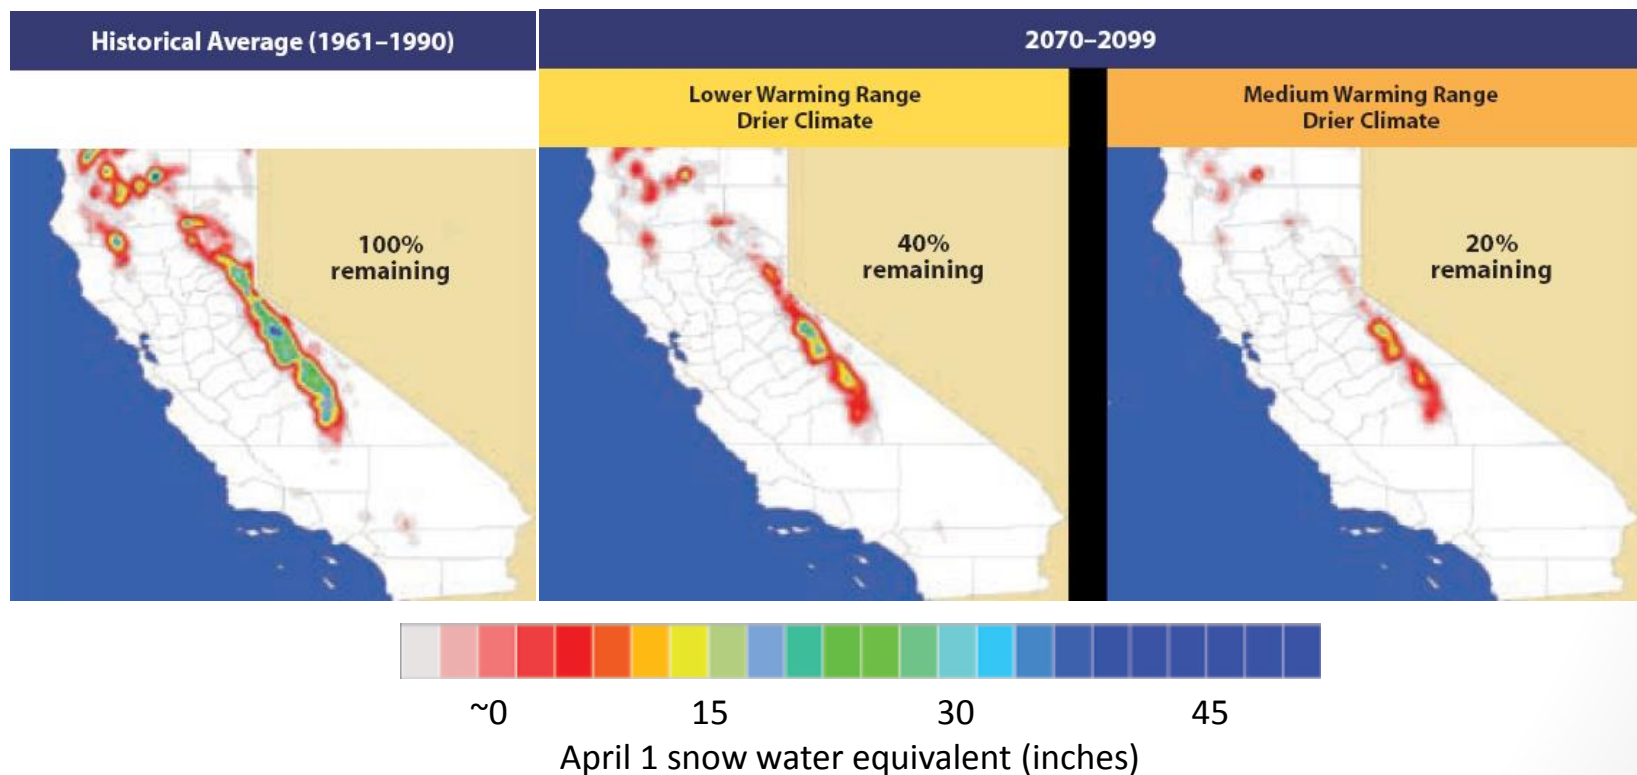 Historical Average (1961–1990)
2070–2099
Lower Warming Range
Drier Climate
Medium Warming Range
Drier Climate
100%
remaining
40%
remaining
20%
remaining
~0 15 30 45
April 1 snow water equivalent (inches)